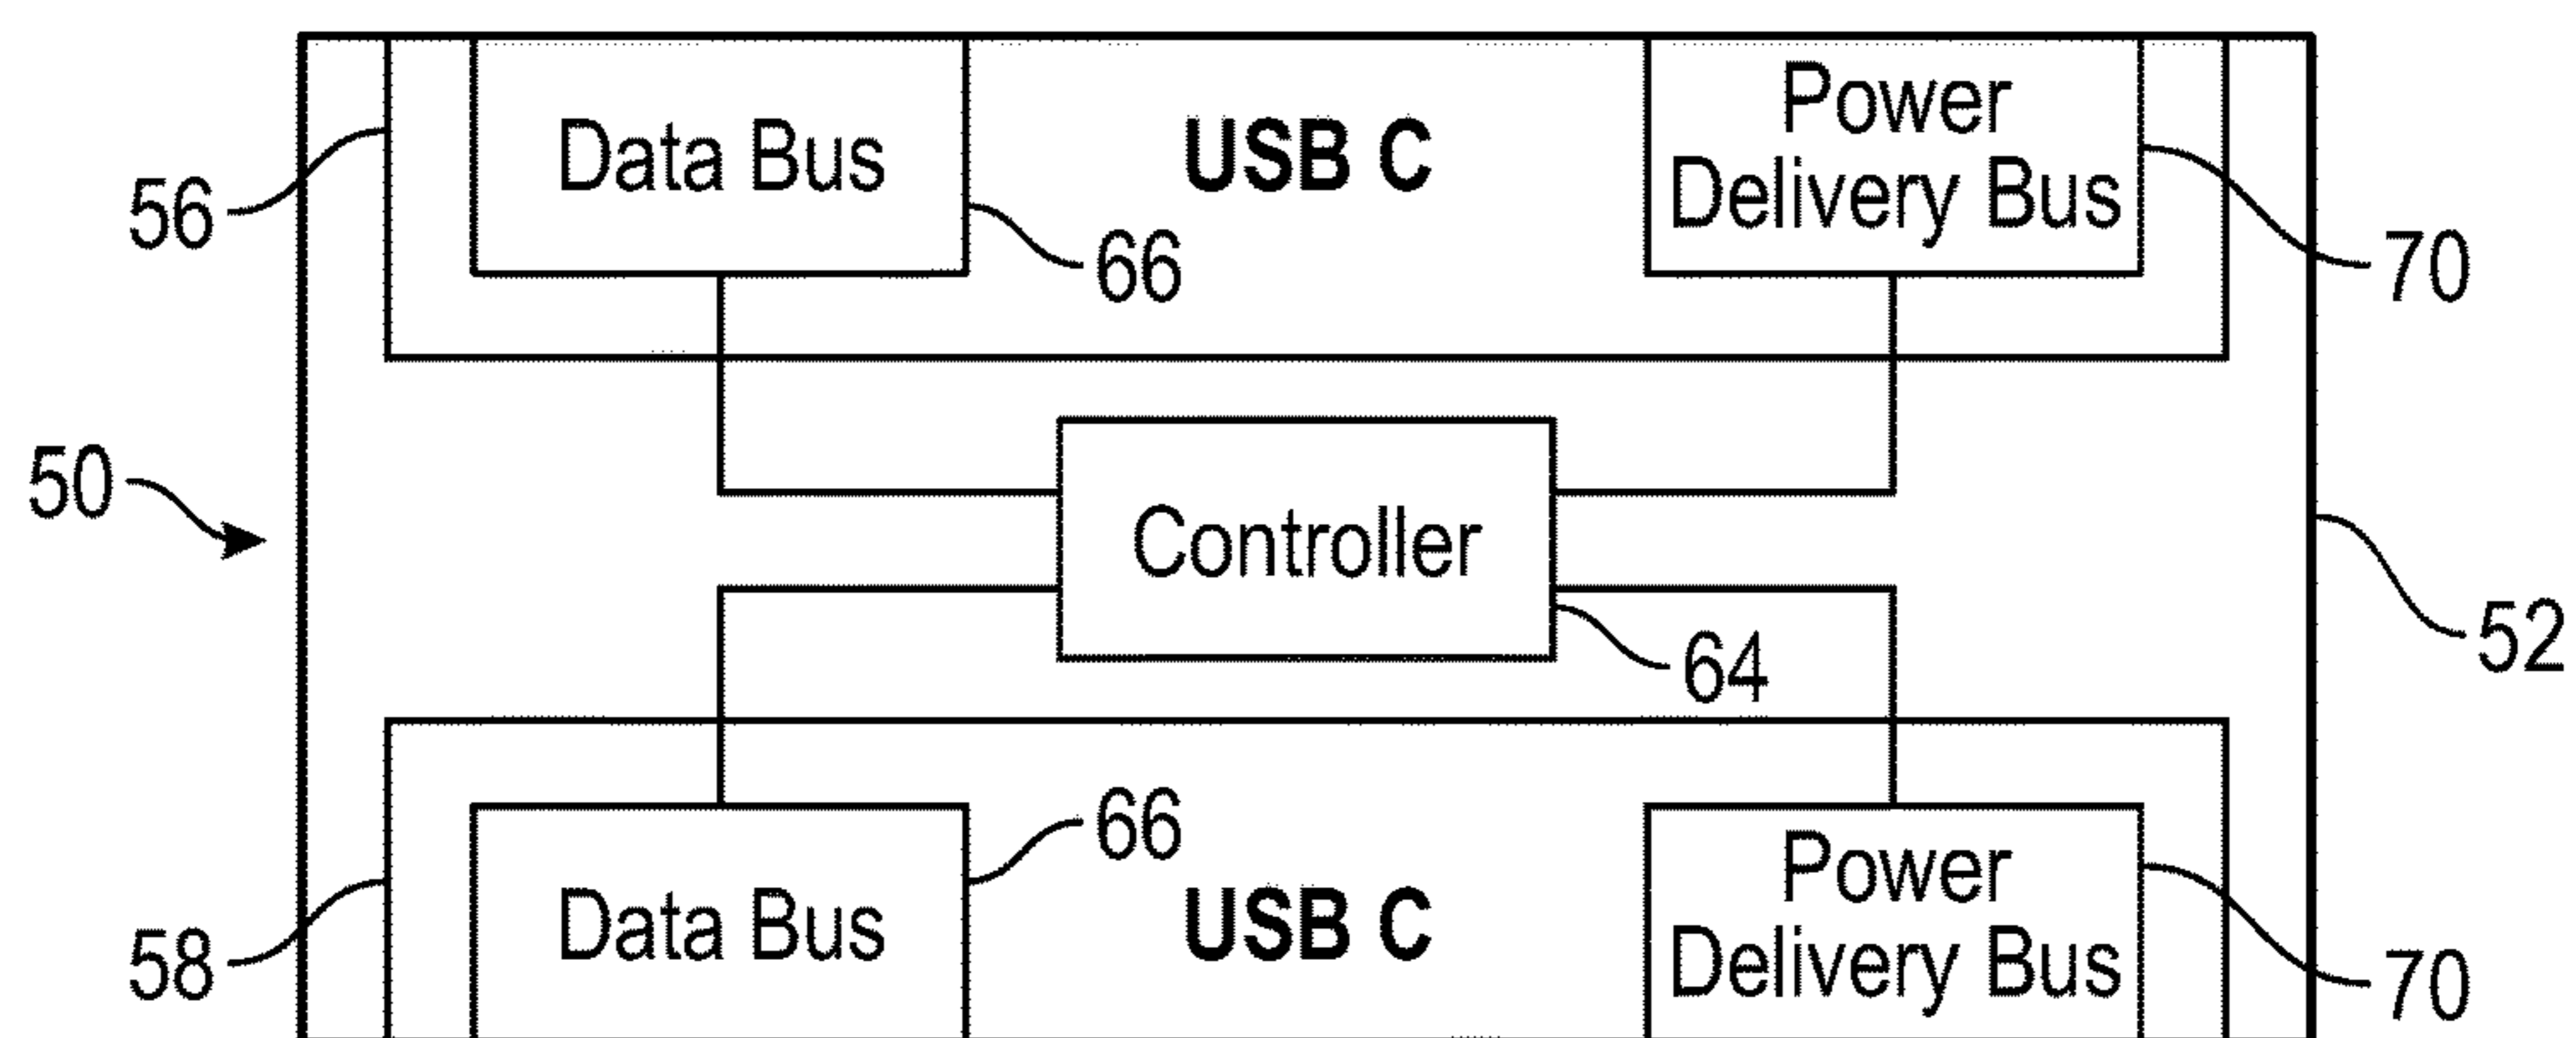 Data Bus
USB C
Power
Delivery Bus
56
66
70
50
Controller
64
52
66
Data Bus
USB C
Power
Delivery Bus
58
70